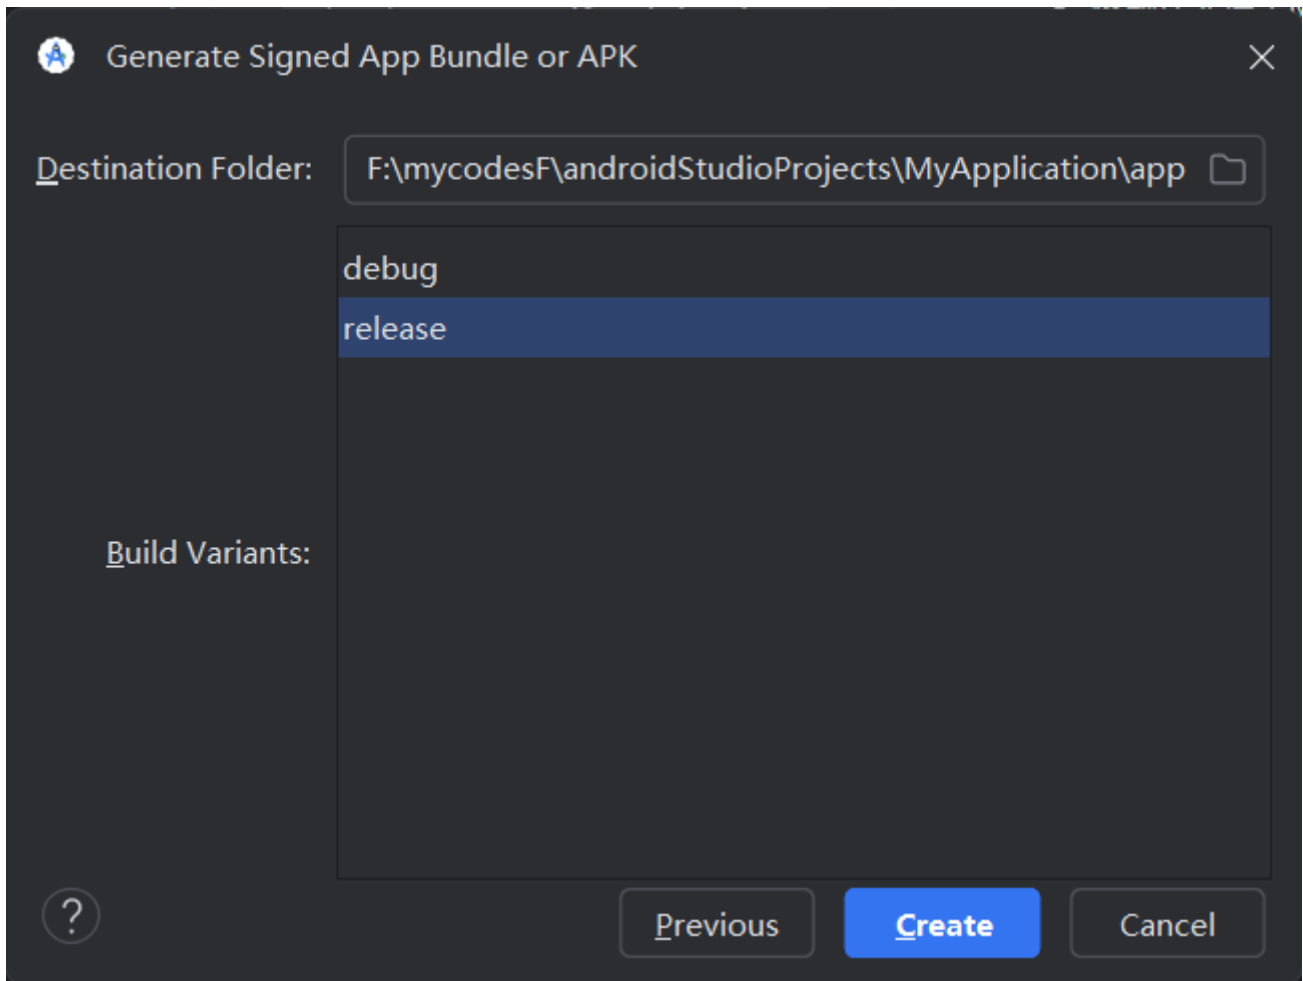 Generate Signed App Bundle or APK
Destination Folder: F:\mycodesF\androidStudioProjects\MyApplication\app
debug
release
Build Variants:
?
Previous Create Cancel